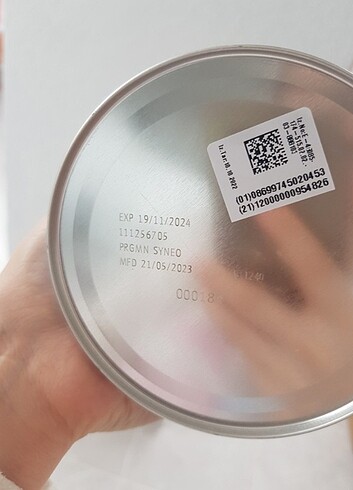 EXP 19/11/2024
111256705
PRGMN SYNEO
MFD 21/05/2023
00018
(01)08699745020453
(21)12000000954826